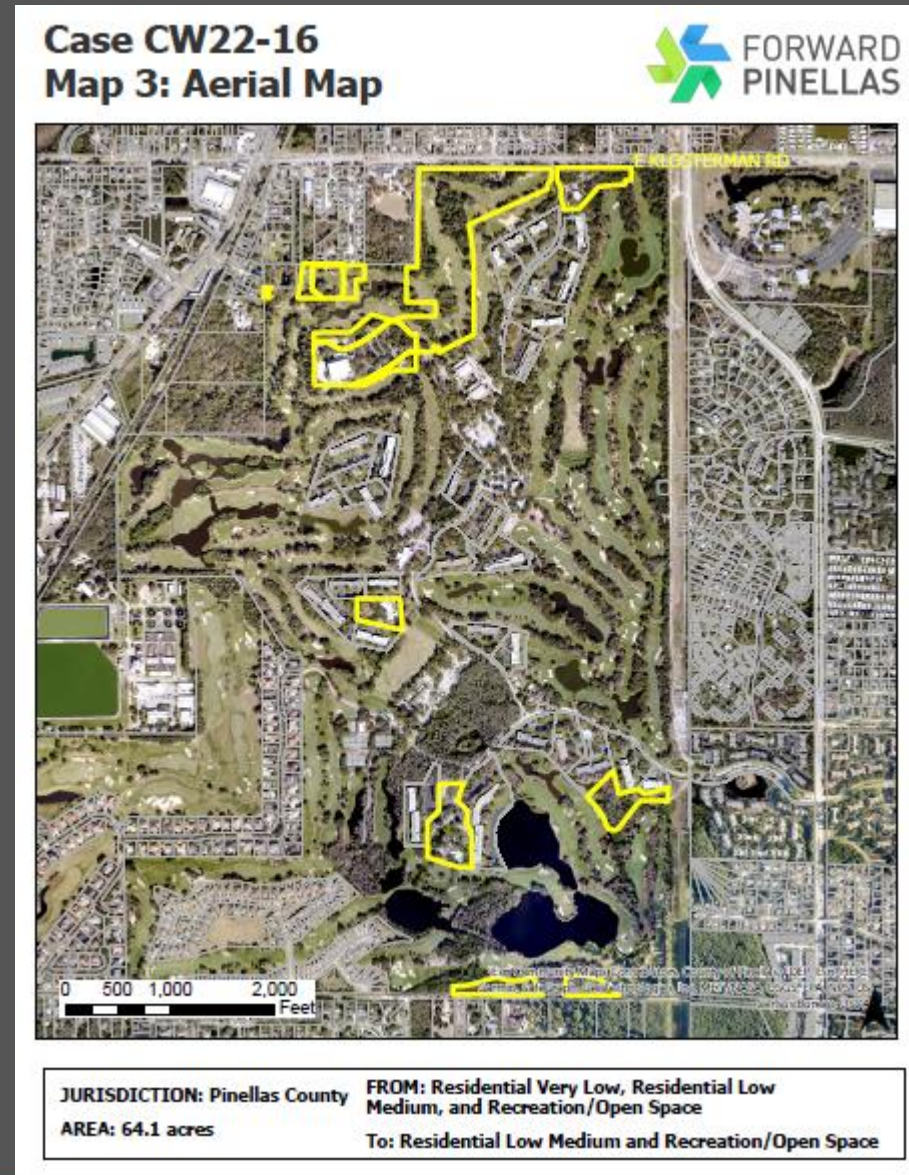 Case CW22-16
Map 3: Aerial Map
FORWARD
PINELLAS
E KLOSTERMAN RD
0 500 1,000 2,000
Feet
JURISDICTION: Pinellas County
AREA: 64.1 acres
FROM: Residential Very Low, Residential Low
Medium, and Recreation/Open Space
To: Residential Low Medium and Recreation/Open Space